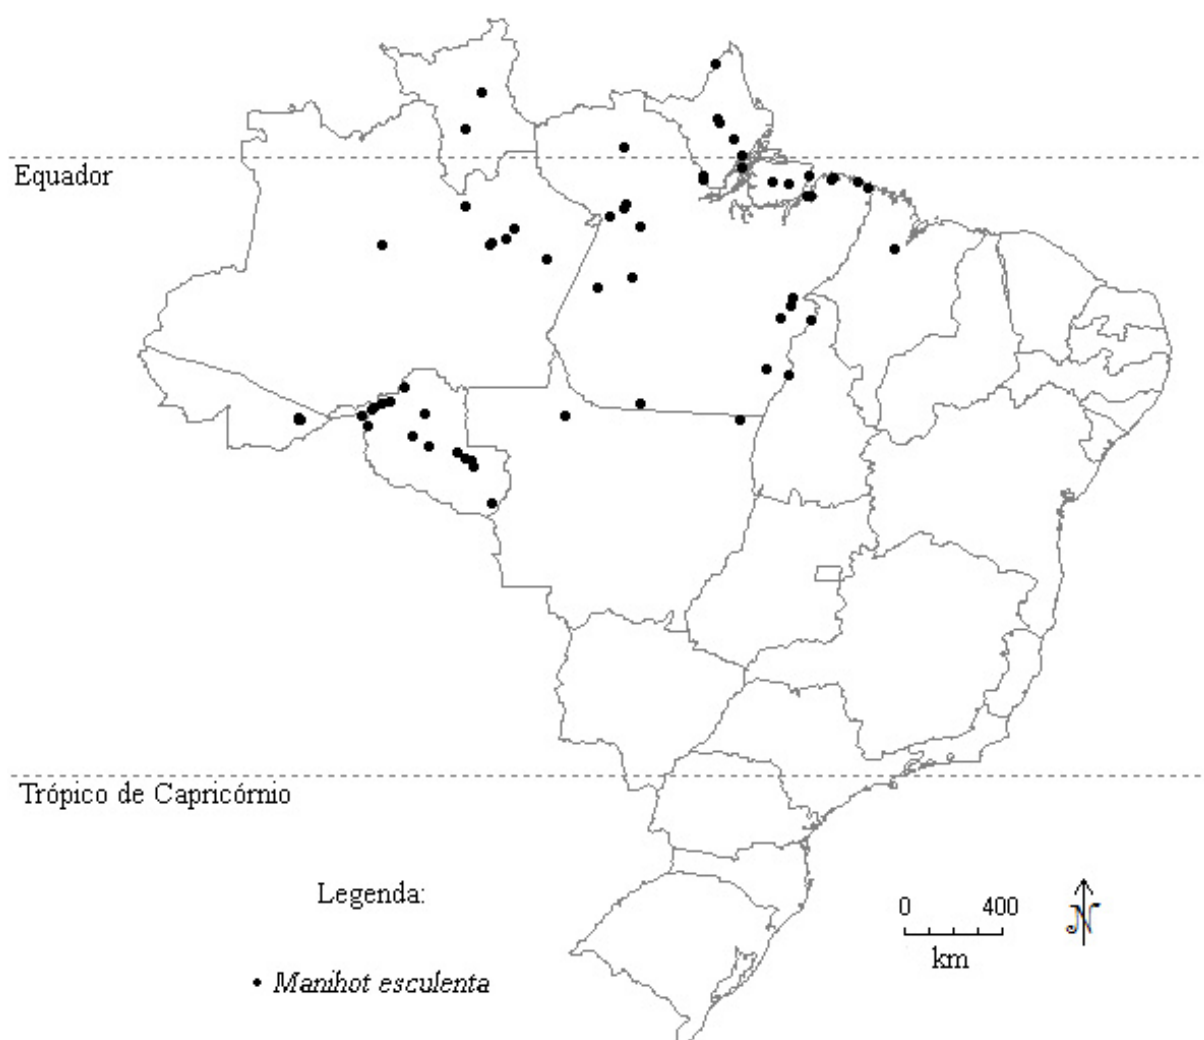 Equador
Trópico de Capricórnio
Legenda:
0 400
km
N
• Manihot esculenta